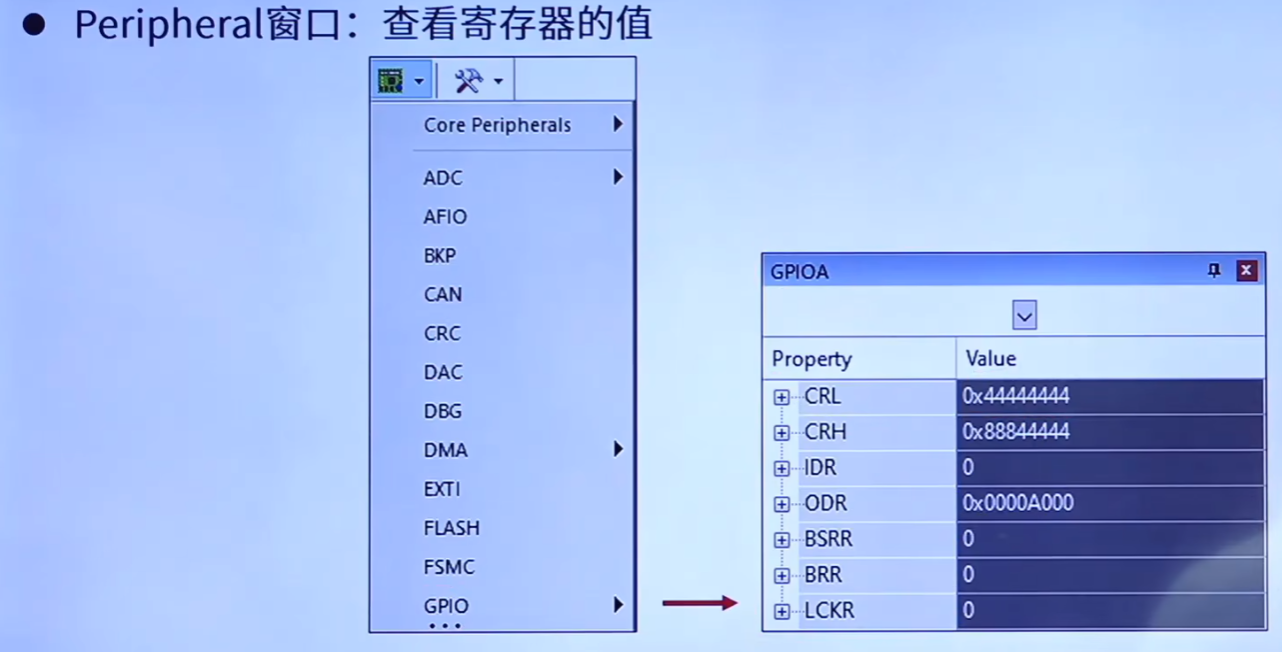 ● Peripheral窗口：查看寄存器的值
Core Peripherals
ADC
AFIO
BKP
CAN
CRC
DAC
DBG
DMA
EXTI
FLASH
FSMC
GPIO
...
GPIOA
Property Value
CRL 0x44444444
CRH 0x88844444
IDR 0
ODR 0x0000A000
BSRR 0
BRR 0
LCKR 0